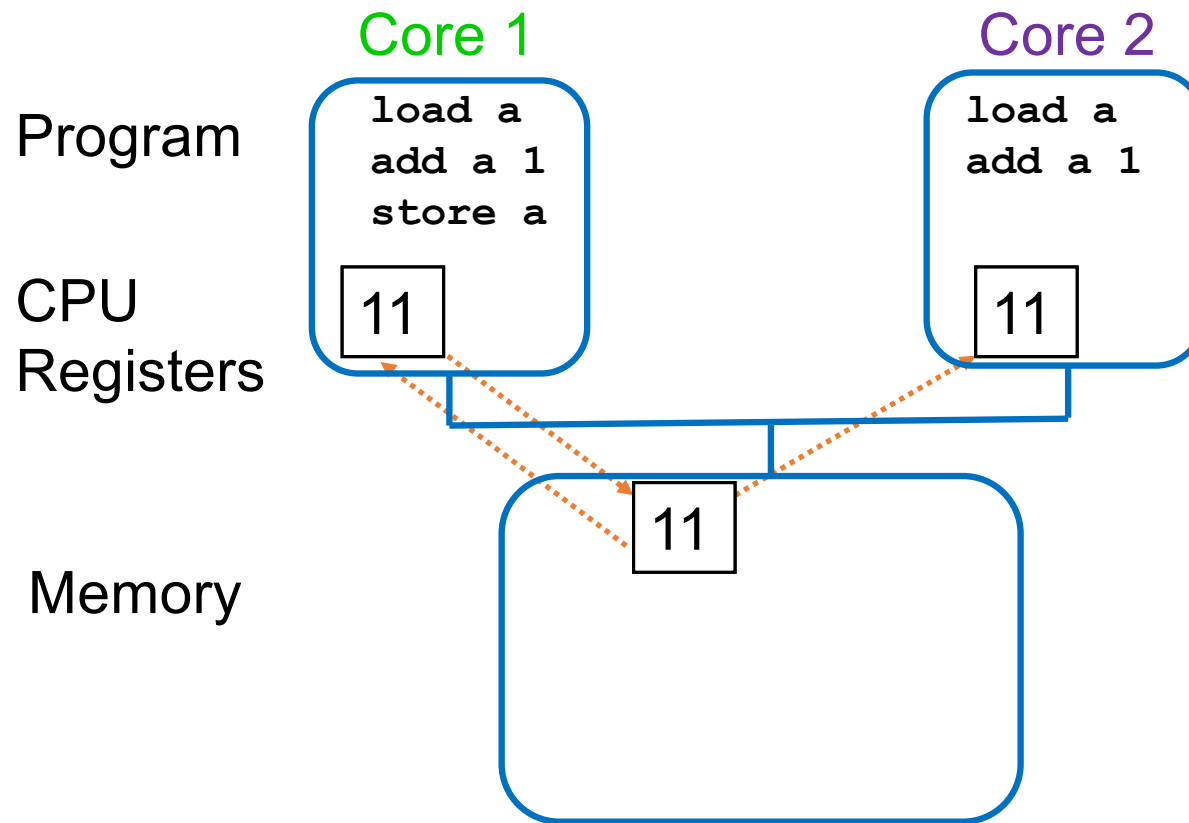 Core 1
Core 2
Program
load a
add a 1
store a
load a
add a 1
CPU
Registers
11
11
11
Memory